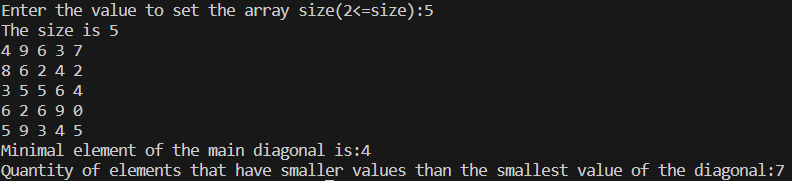 Enter the value to set the array size(2<=size):5
The size is 5
4 9 6 3 7
8 6 2 4 2
3 5 5 6 4
6 2 6 9 0
5 9 3 4 5
Minimal element of the main diagonal is:4
Quantity of elements that have smaller values than the smallest value of the diagonal:7